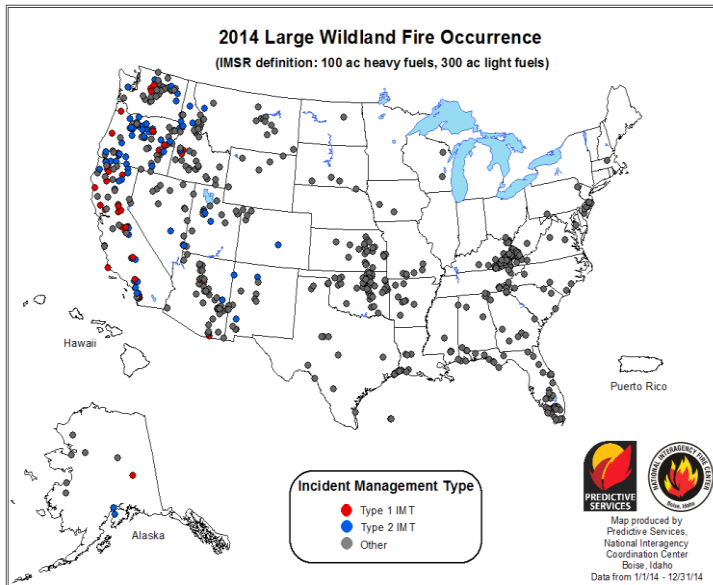 2014 Large Wildland Fire Occurrence
(IMSR definition: 100 ac heavy fuels, 300 ac light fuels)
Hawaii
Puerto Rico
Alaska
Incident Management Type
Type 1 IMT
Type 2 IMT
Other
PREDICTIVE
SERVICES
NATIONAL INTERAGENCY FIRE CENTER
Boise, Idaho
Map produced by
Predictive Services,
National Interagency
Coordination Center
Boise, Idaho
Data from 1/1/14 - 12/31/14